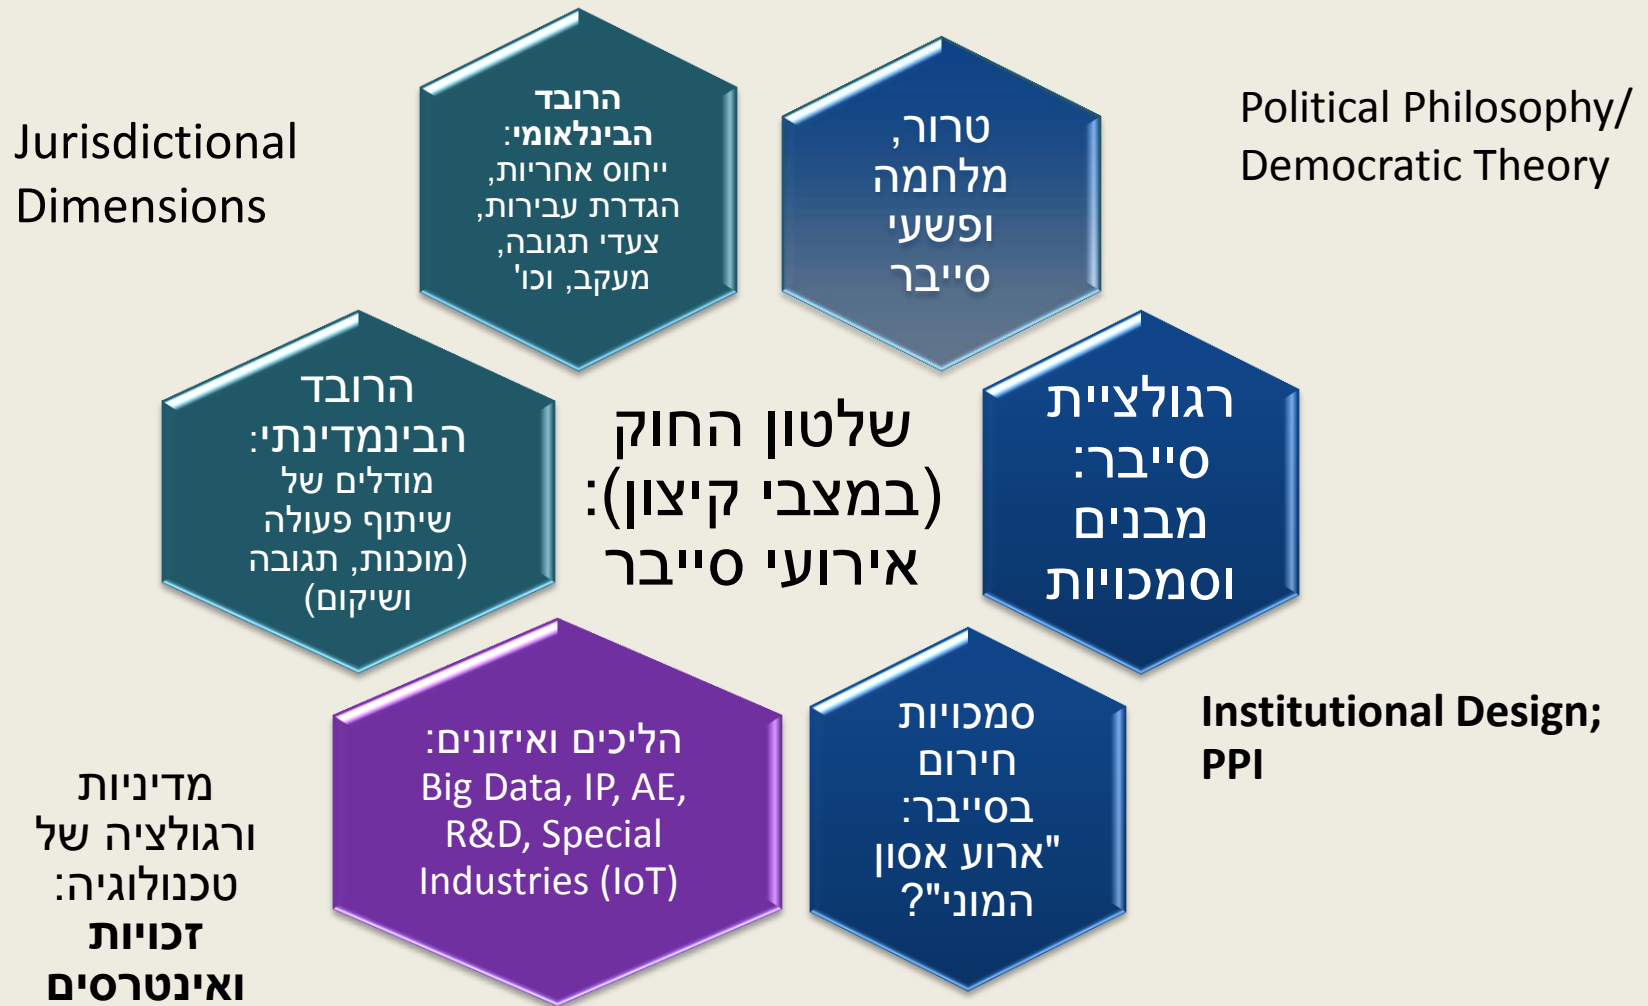 Jurisdictional
Dimensions
הרובד
הבינלאומי:
ייחוס אחריות,
הגדרת עבירות,
צעדי תגובה,
מעקב, וכו'
טרור,
מלחמה
ופשעי
סייבר
Political Philosophy/
Democratic Theory
הרובד
הבינמדינתי:
מודלים של
שיתוף פעולה
(מוכנות, תגובה
ושיקום)
שלטון החוק
(במצבי קיצון):
אירועי סייבר
רגולציית
סייבר:
מבנים
וסמכויות
הליכים ואיזונים:
Big Data, IP, AE,
R&D, Special
Industries (IoT)
סמכויות
חירום
בסייבר:
"ארוע אסון
המוני"?
Institutional Design;
PPI
מדיניות
ורגולציה של
טכנולוגיה:
זכויות
ואינטרסים